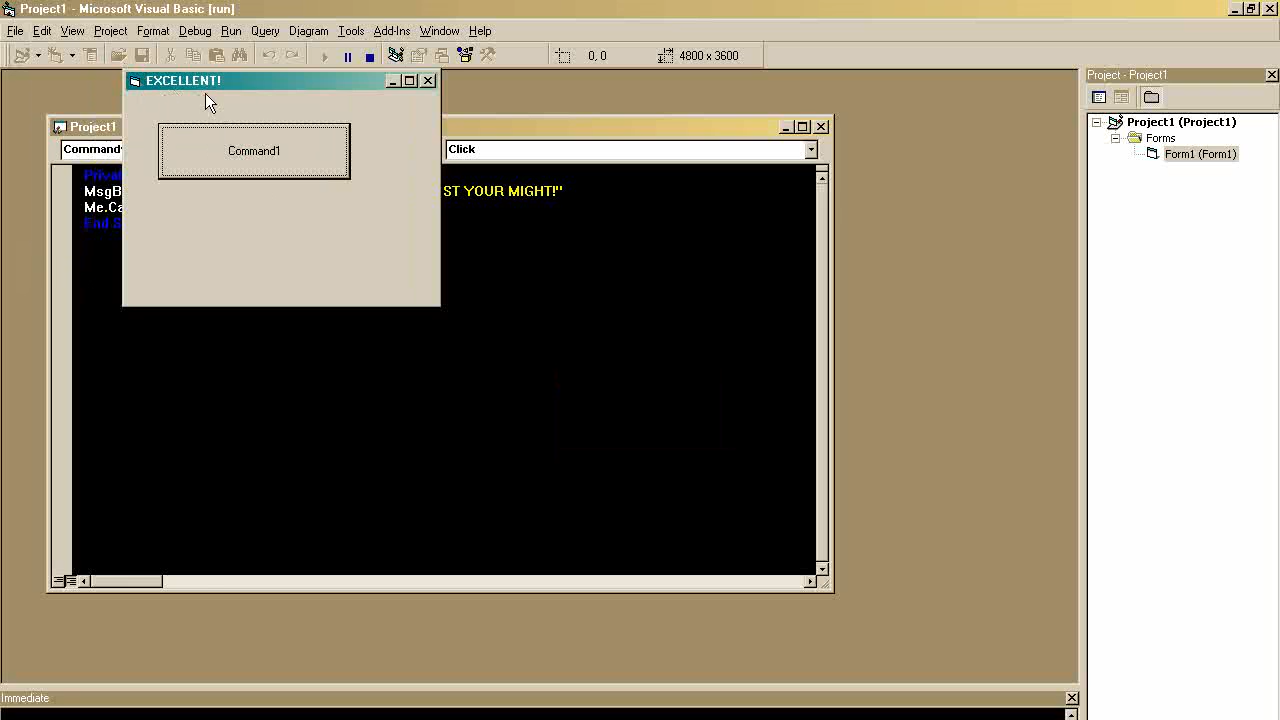 Project1 - Microsoft Visual Basic [run]
File Edit View Project Format Debug Run Query Diagram Tools Add-Ins Window Help
0, 0 4800 x 3600
EXCELLENT!
Command1
Project1
Command
Click
Priva
MsgB ST YOUR MIGHT!"
Me.Ca
End S
Project - Project1
Project1 (Project1)
Forms
Form1 (Form1)
Immediate